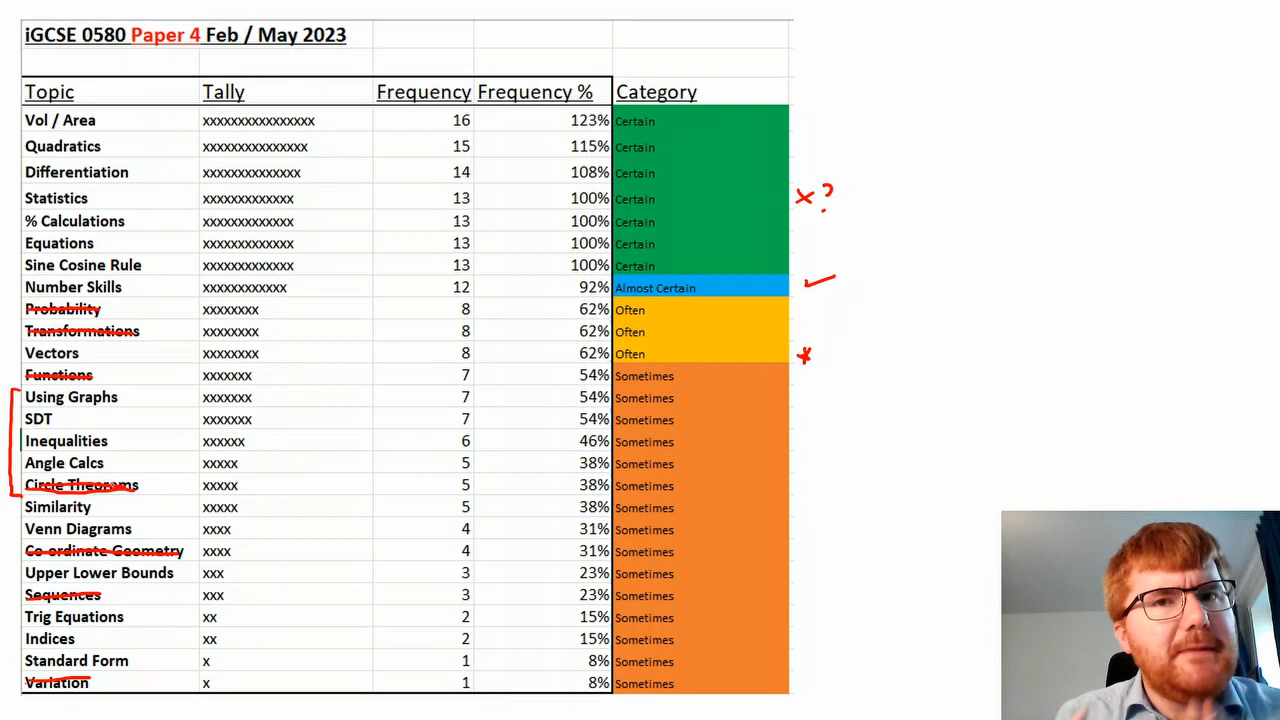 iGCSE 0580 Paper 4 Feb / May 2023
Topic Tally Frequency Frequency % Category
Vol / Area xxxxxxxxxxxxxxxx 16 123% Certain
Quadratics xxxxxxxxxxxxxxx 15 115% Certain
Differentiation xxxxxxxxxxxxxx 14 108% Certain
Statistics xxxxxxxxxxxxx 13 100% Certain x?
% Calculations xxxxxxxxxxxxx 13 100% Certain
Equations xxxxxxxxxxxxx 13 100% Certain
Sine Cosine Rule xxxxxxxxxxxxx 13 100% Certain
Number Skills xxxxxxxxxxxx 12 92% Almost Certain
Probability xxxxxxxx 8 62% Often
Transformations xxxxxxxx 8 62% Often
Vectors xxxxxxxx 8 62% Often
Functions xxxxxxx 7 54% Sometimes
Using Graphs xxxxxxx 7 54% Sometimes
SDT xxxxxxx 7 54% Sometimes
Inequalities xxxxxx 6 46% Sometimes
Angle Calcs xxxxx 5 38% Sometimes
Circle Theorems xxxxx 5 38% Sometimes
Similarity xxxxx 5 38% Sometimes
Venn Diagrams xxxx 4 31% Sometimes
Co-ordinate Geometry xxxx 4 31% Sometimes
Upper Lower Bounds xxx 3 23% Sometimes
Sequences xxx 3 23% Sometimes
Trig Equations xx 2 15% Sometimes
Indices xx 2 15% Sometimes
Standard Form x 1 8% Sometimes
Variation x 1 8% Sometimes